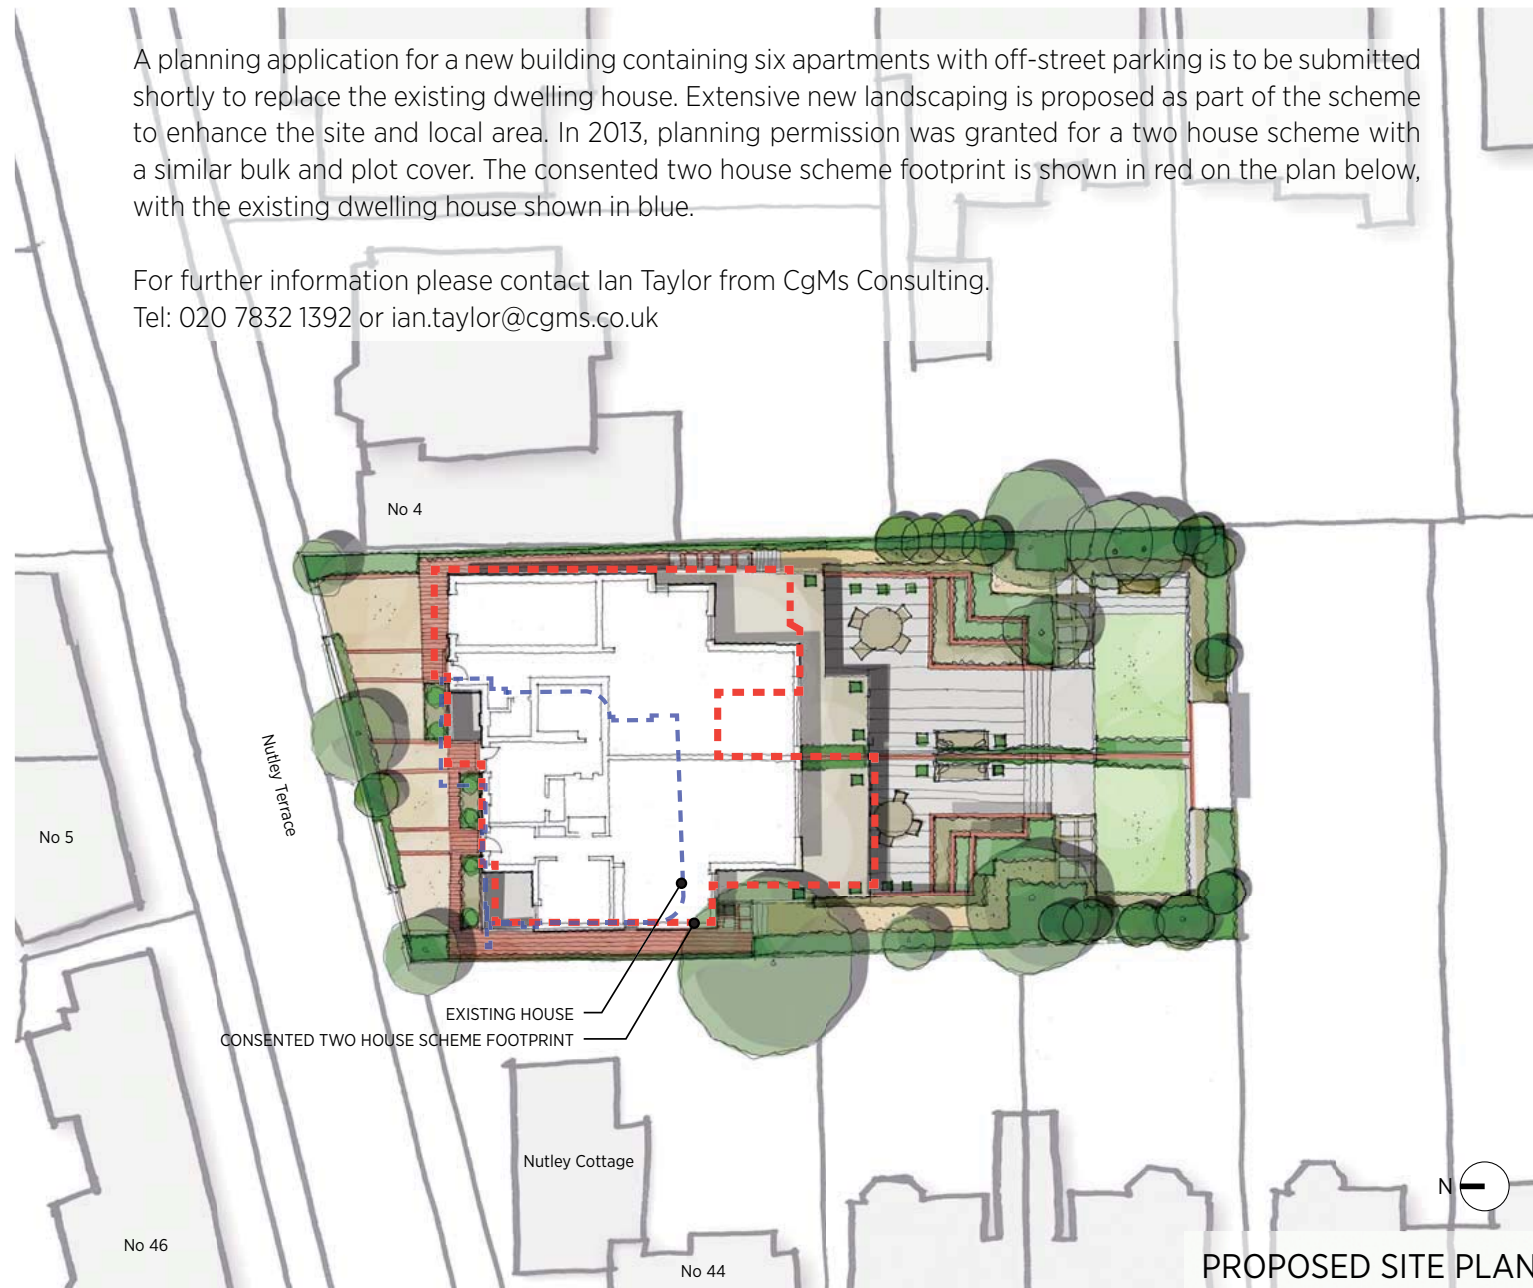 A planning application for a new building containing six apartments with off-street parking is to be submitted
shortly to replace the existing dwelling house. Extensive new landscaping is proposed as part of the scheme
to enhance the site and local area. In 2013, planning permission was granted for a two house scheme with
a similar bulk and plot cover. The consented two house scheme footprint is shown in red on the plan below,
with the existing dwelling house shown in blue.
For further information please contact Ian Taylor from CgMs Consulting.
Tel: 020 7832 1392 or ian.taylor@cgms.co.uk
No 4
Nutley Terrace
No 5
EXISTING HOUSE
CONSENTED TWO HOUSE SCHEME FOOTPRINT
Nutley Cottage
N
No 46
No 44
PROPOSED SITE PLAN